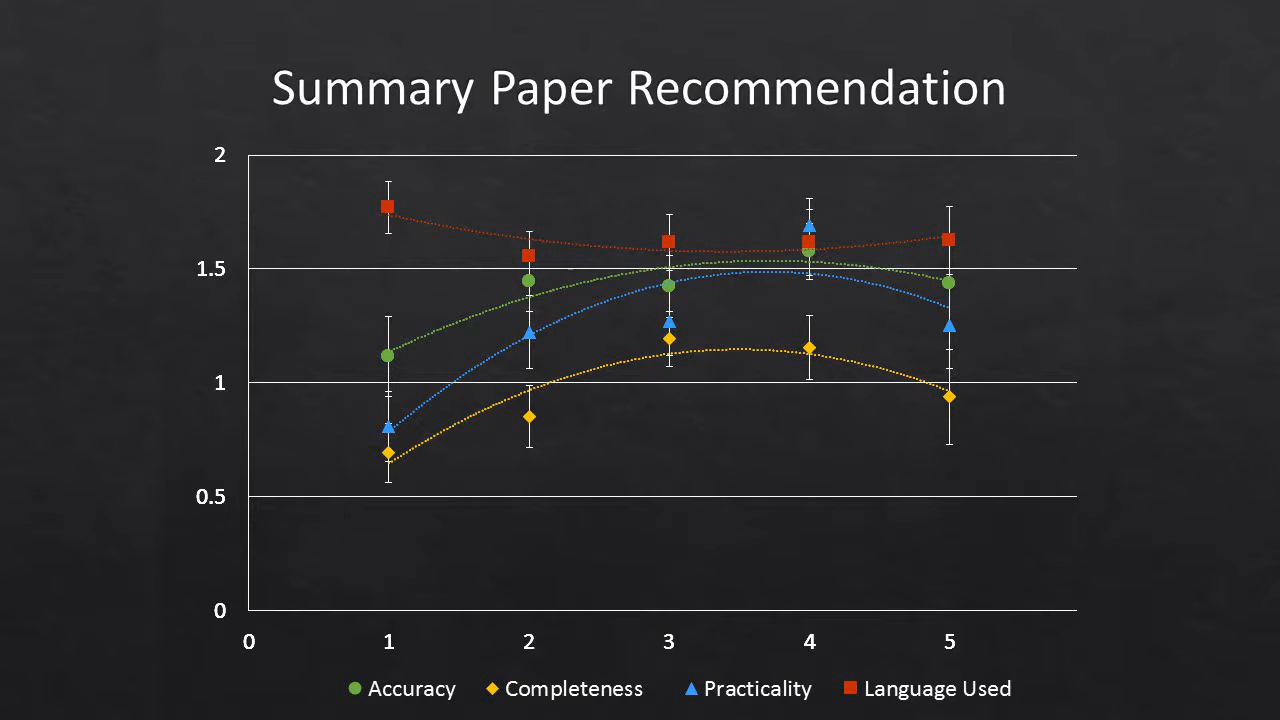 Summary Paper Recommendation
2
1.5
1
0.5
0
0 1 2 3 4 5
Accuracy Completeness Practicality Language Used